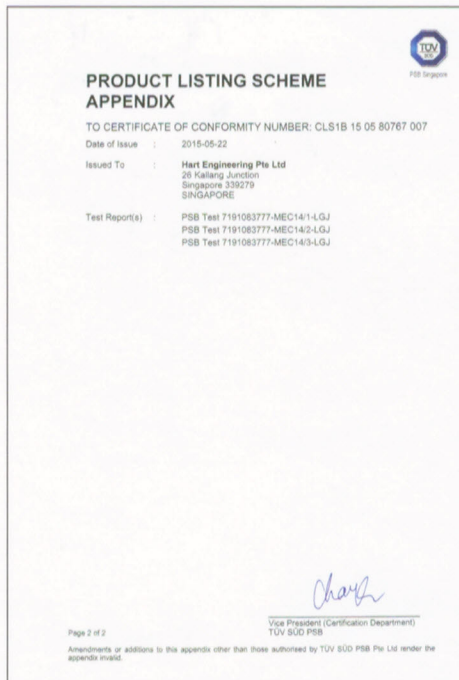 TÜV
PSB Singapore
PRODUCT LISTING SCHEME
APPENDIX
TO CERTIFICATE OF CONFORMITY NUMBER: CLS1B 15 05 80767 007
Date of Issue : 2015-05-22
Issued To : Hart Engineering Pte Ltd
26 Kallang Junction
Singapore 339279
SINGAPORE
Test Report(s) : PSB Test 7191083777-MEC14/1-LGJ
PSB Test 7191083777-MEC14/2-LGJ
PSB Test 7191083777-MEC14/3-LGJ
Vice President (Certification Department)
Page 2 of 2 TÜV SÜD PSB
Amendments or additions to this appendix other than those authorised by TÜV SÜD PSB Pte Ltd render the
appendix invalid.